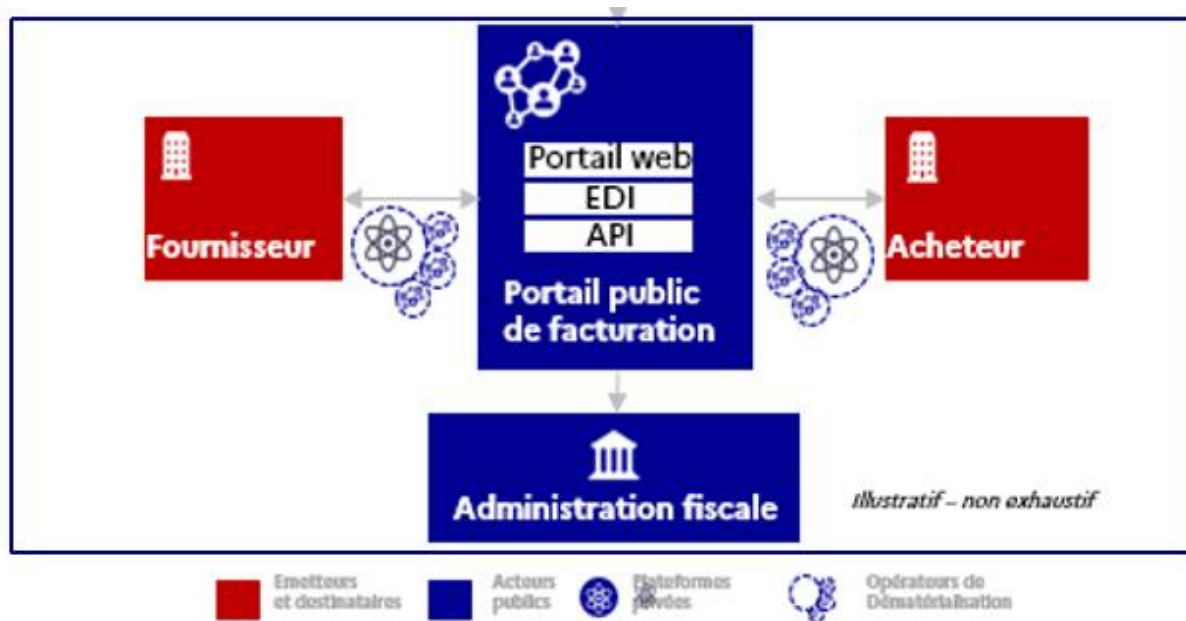 Portail web
EDI
API
Fournisseur
Acheteur
Portail public
de facturation
Administration fiscale
Illustratif – non exhaustif
Emetteurs
et destinataires
Acteurs
publics
Plateformes
privées
Opérateurs de
Dématérialisation